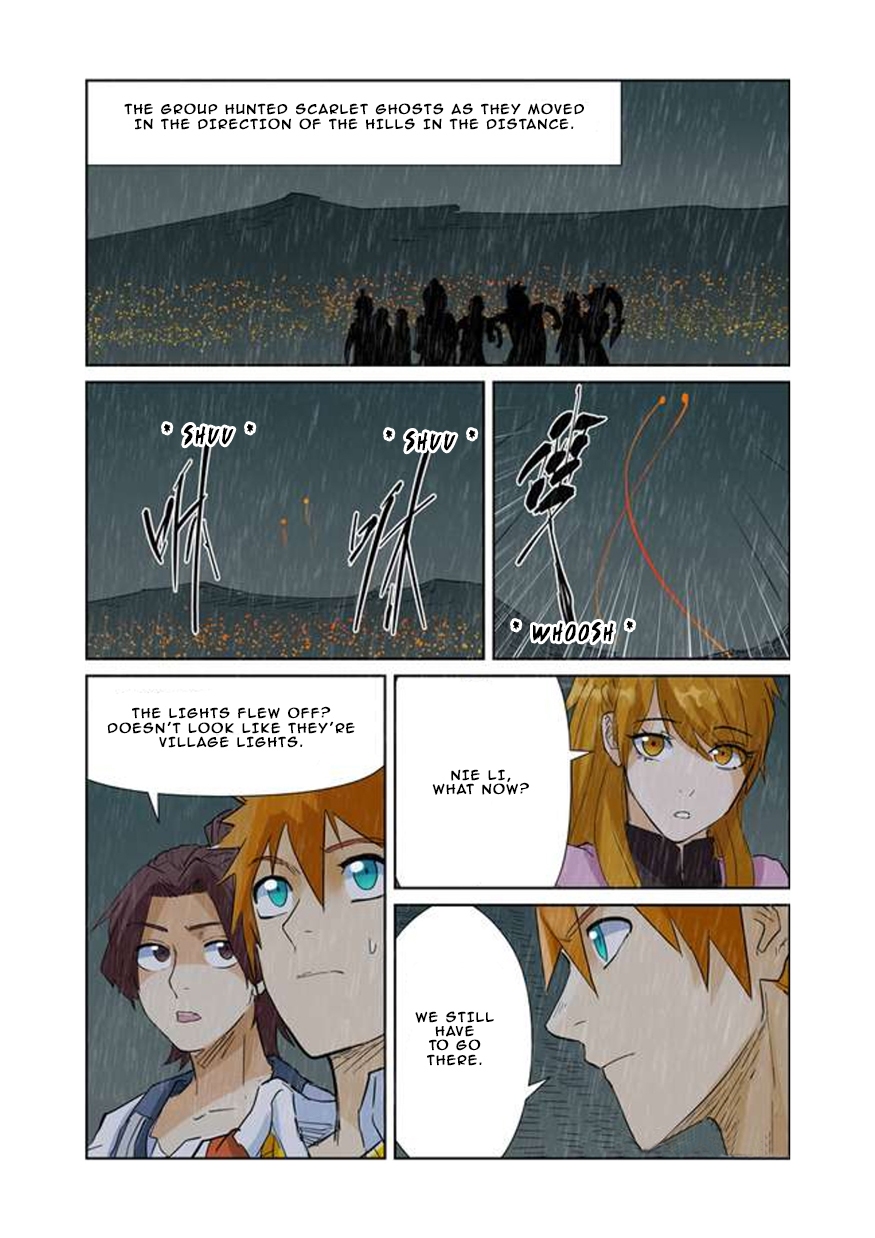 THE GROUP HUNTED SCARLET GHOSTS AS THEY MOVED
IN THE DIRECTION OF THE HILLS IN THE DISTANCE.
* SHUU *
* SHUU *
咻
咻
* WHOOSH *
THE LIGHTS FLEW OFF?
DOESN'T LOOK LIKE THEY'RE
VILLAGE LIGHTS.
NIE LI,
WHAT NOW?
WE STILL
HAVE
TO GO
THERE.